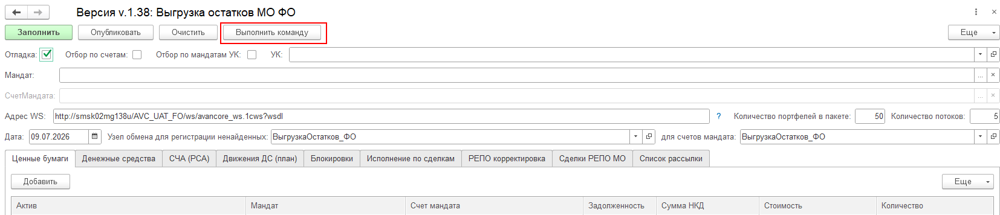 Версия v.1.38: Выгрузка остатков МО ФО
Заполнить Опубликовать Очистить Выполнить команду Еще
Отладка: Отбор по счетам: Отбор по мандатам УК: УК:
Мандат: ...
СчетМандата: ...
Адрес WS: http://smsk02mg138u/AVC_UAT_FO/ws/avancore_ws.1cws?wsdl ? Количество портфелей в пакете: 50 Количество потоков: 5
Дата: 09.07.2026 Узел обмена для регистрации ненайденных: ВыгрузкаОстатков_ФО для счетов мандата: ВыгрузкаОстатков_ФО
Ценные бумаги Денежные средства СЧА (РСА) Движения ДС (план) Блокировки Исполнение по сделкам РЕПО корректировка Сделки РЕПО МО Список рассылки
Добавить Еще
Актив Мандат Счет мандата Задолженность Сумма НКД Стоимость Количество